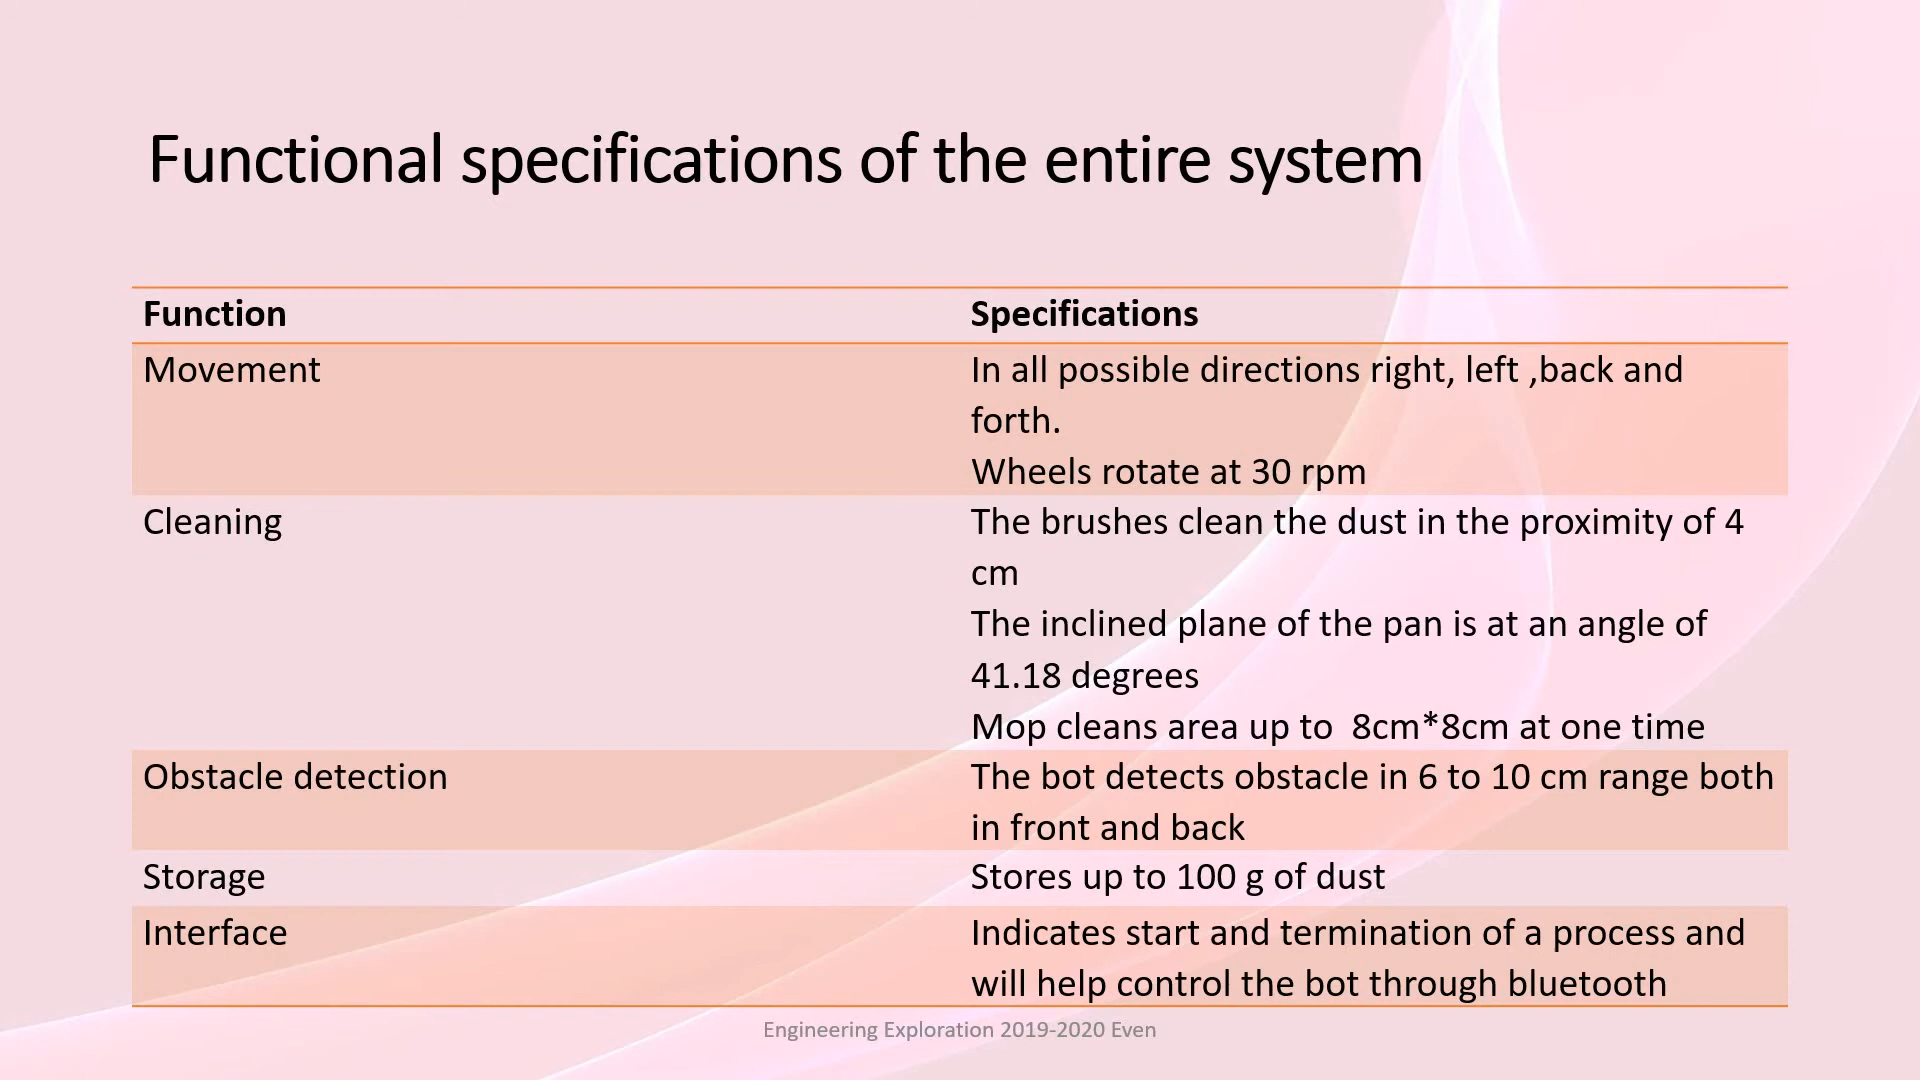 Functional specifications of the entire system
Function
Specifications
Movement
In all possible directions right, left ,back and
forth.
Wheels rotate at 30 rpm
Cleaning
The brushes clean the dust in the proximity of 4
cm
The inclined plane of the pan is at an angle of
41.18 degrees
Mop cleans area up to  8cm*8cm at one time
Obstacle detection
The bot detects obstacle in 6 to 10 cm range both
in front and back
Storage
Stores up to 100 g of dust
Interface
Indicates start and termination of a process and
will help control the bot through bluetooth
Engineering Exploration 2019-2020 Even